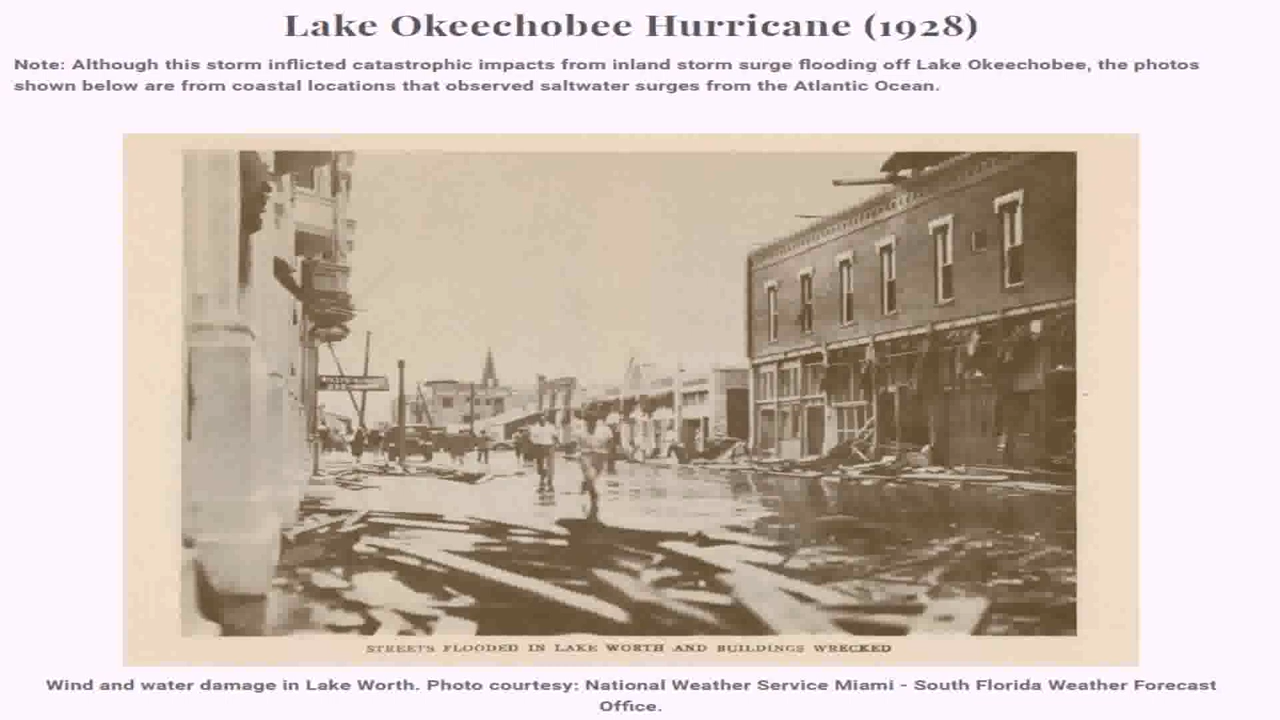 Lake Okeechobee Hurricane (1928)
Note: Although this storm inflicted catastrophic impacts from inland storm surge flooding off Lake Okeechobee, the photos
shown below are from coastal locations that observed saltwater surges from the Atlantic Ocean.
STREETS FLOODED IN LAKE WORTH AND BUILDINGS WRECKED
Wind and water damage in Lake Worth. Photo courtesy: National Weather Service Miami - South Florida Weather Forecast
Office.